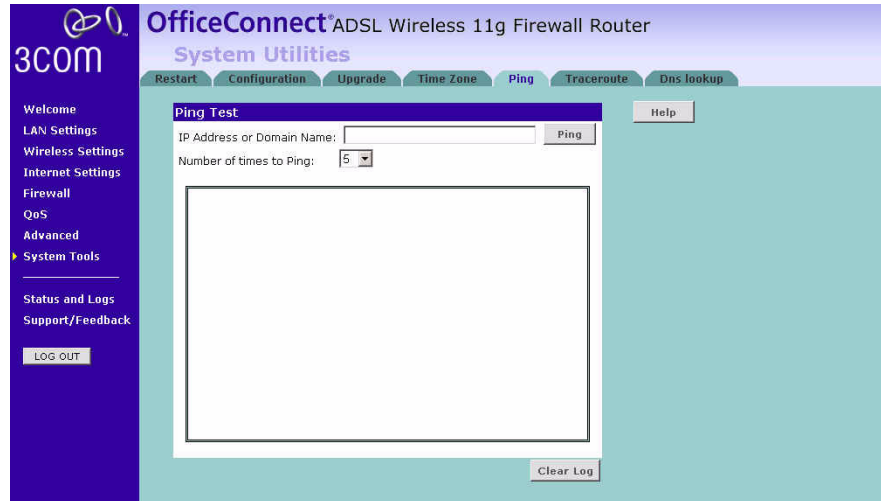 3COM
OfficeConnect® ADSL Wireless 11g Firewall Router
System Utilities
Restart Configuration Upgrade Time Zone Ping Traceroute Dns lookup
Welcome
LAN Settings
Wireless Settings
Internet Settings
Firewall
QoS
Advanced
System Tools
Status and Logs
Support/Feedback
LOG OUT
Ping Test
IP Address or Domain Name: Ping
Number of times to Ping: 5
Clear Log
Help